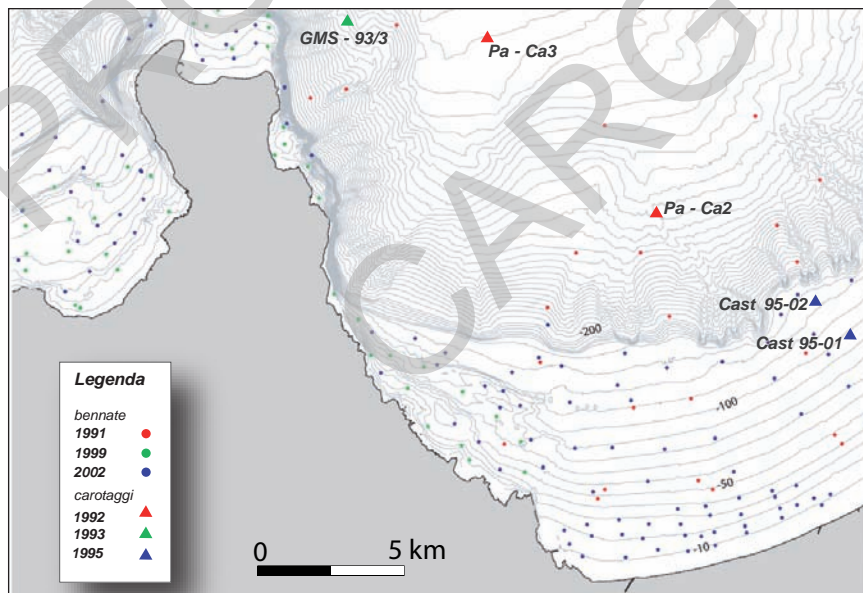 GMS - 93/3
Pa - Ca3
Pa - Ca2
Cast 95-02
Cast 95-01
-200
-100
-50
-10
Legenda
bennate
1991
1999
2002
carotaggi
1992
1993
1995
0 5 km
CARG